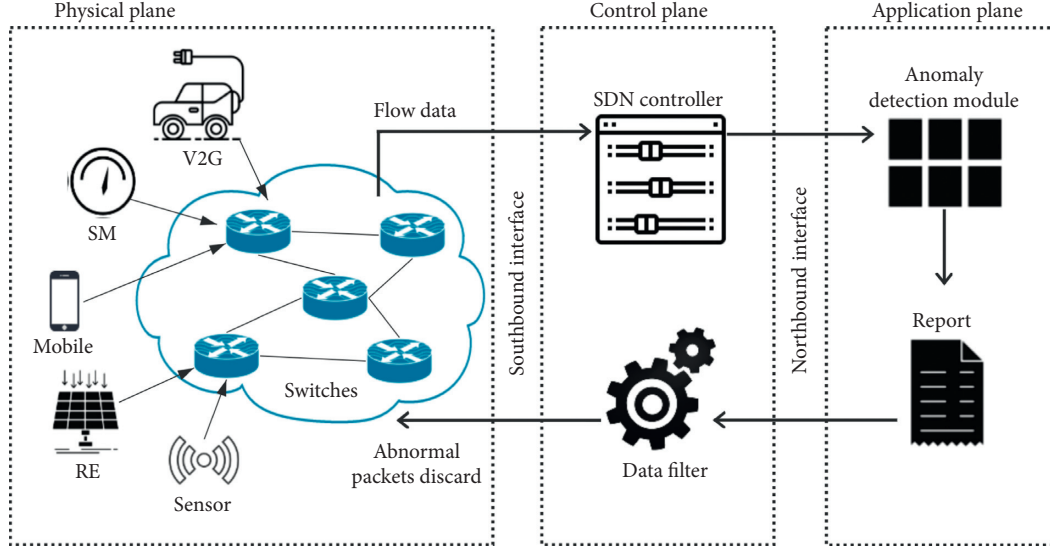 Physical plane
Control plane
Application plane
V2G
SM
Mobile
RE
Sensor
Switches
Flow data
Abnormal
packets discard
Southbound interface
SDN controller
Data filter
Northbound interface
Anomaly
detection module
Report